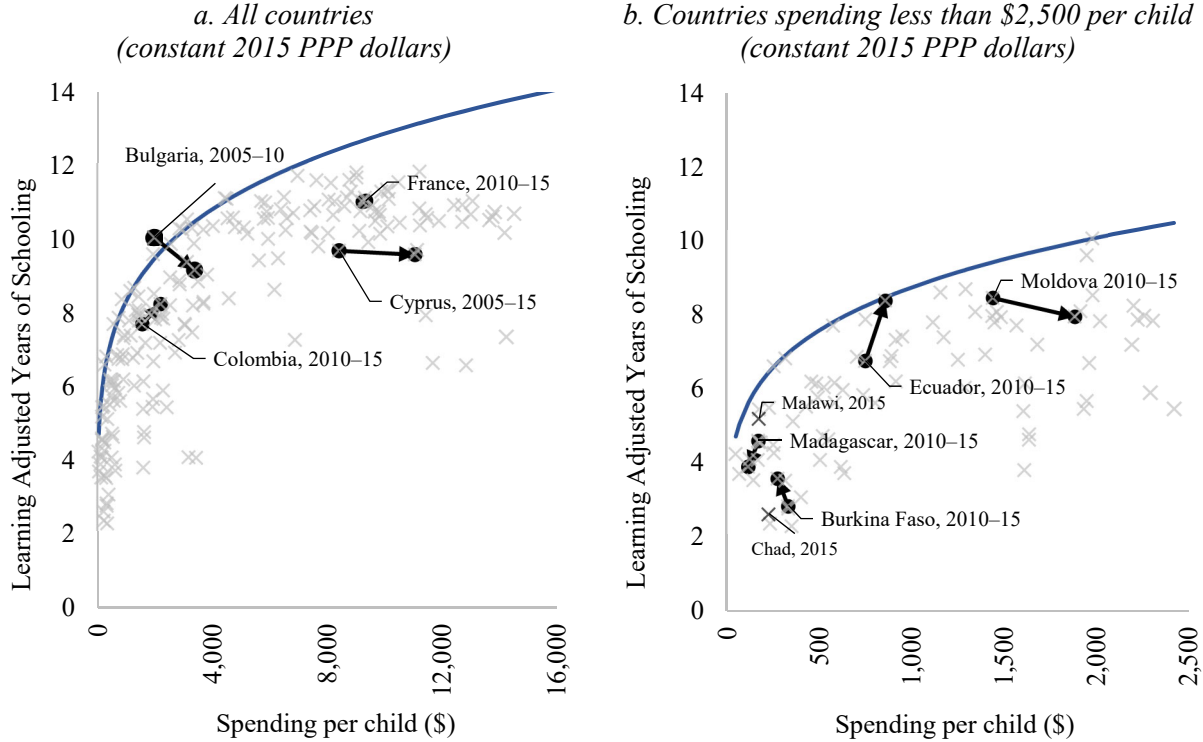 a. All countries
(constant 2015 PPP dollars)
14
12
10
8
6
4
2
0
Learning Adjusted Years of Schooling
Bulgaria, 2005–10
France, 2010–15
Cyprus, 2005–15
Colombia, 2010–15
0
4,000
8,000
12,000
16,000
Spending per child ($)
b. Countries spending less than $2,500 per child
(constant 2015 PPP dollars)
14
12
10
8
6
4
2
0
Learning Adjusted Years of Schooling
Moldova 2010–15
Ecuador, 2010–15
Malawi, 2015
Madagascar, 2010–15
Burkina Faso, 2010–15
Chad, 2015
0
500
1,000
1,500
2,000
2,500
Spending per child ($)